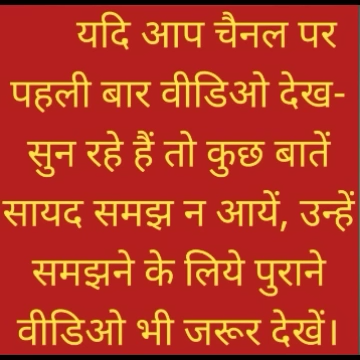 यदि आप चैनल पर
पहली बार वीडिओ देख-
सुन रहे हैं तो कुछ बातें
सायद समझ न आयें, उन्हें
समझने के लिये पुराने
वीडिओ भी जरूर देखें।